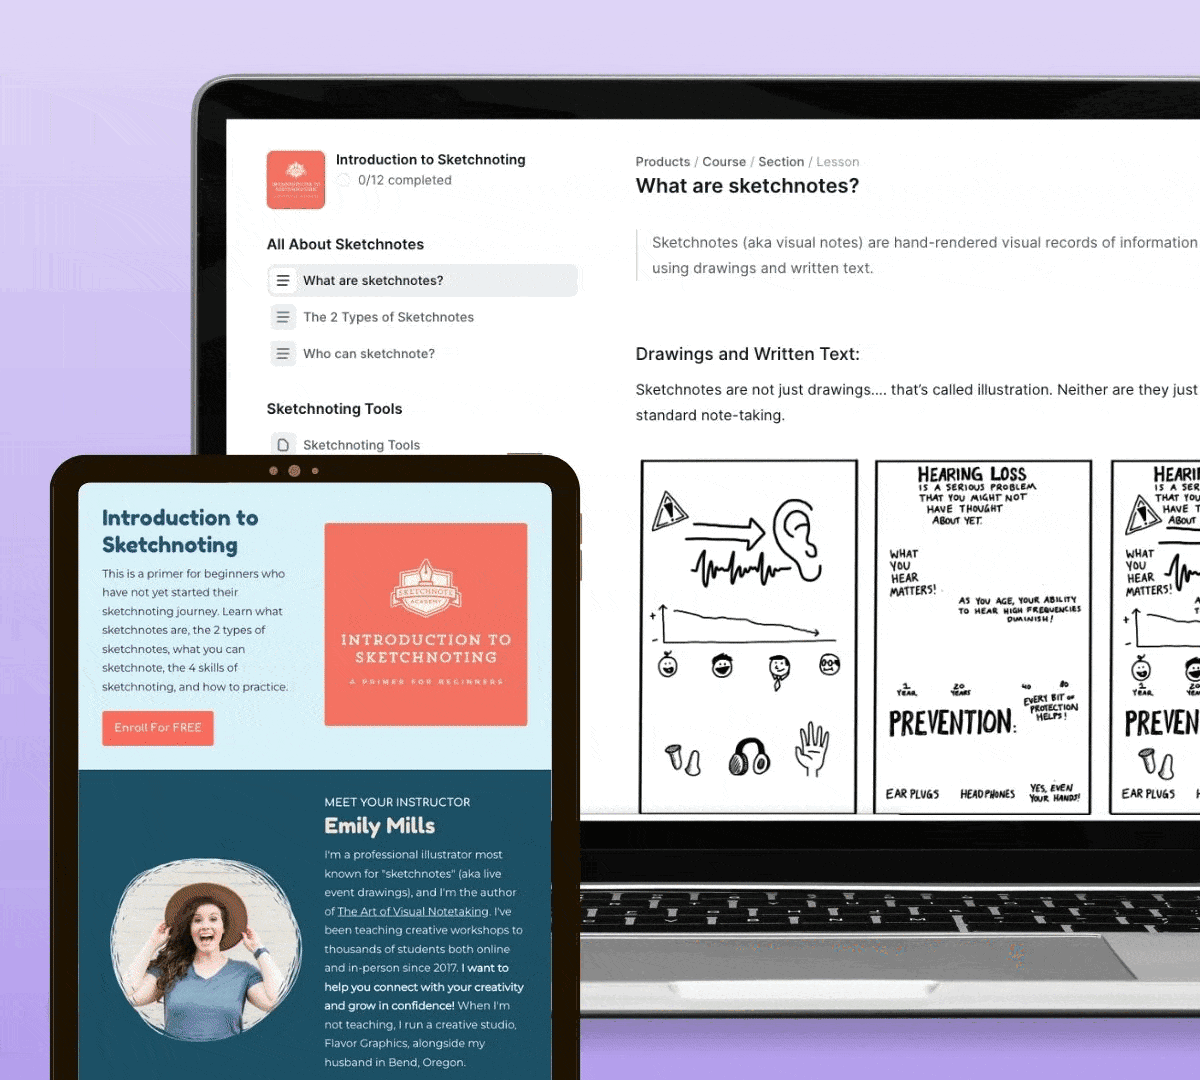 Introduction to Sketchnoting
0/12 completed
All About Sketchnotes
What are sketchnotes?
The 2 Types of Sketchnotes
Who can sketchnote?
Sketchnoting Tools
Sketchnoting Tools
Products / Course / Section / Lesson
What are sketchnotes?
Sketchnotes (aka visual notes) are hand-rendered visual records of information
using drawings and written text.
Drawings and Written Text:
Sketchnotes are not just drawings.... that's called illustration. Neither are they just
standard note-taking.
HEARING LOSS
IS A SERIOUS PROBLEM
THAT YOU MIGHT NOT
HAVE THOUGHT
ABOUT YET.
WHAT
YOU
HEAR
MATTERS!
AS YOU AGE, YOUR ABILITY
TO HEAR HIGH FREQUENCIES
DIMINISH!
1
YEAR
20
YEARS
40
80
EVERY BIT OF
PROTECTION
HELPS!
PREVENTION:
EAR PLUGS
HEADPHONES
YES, EVEN
YOUR HANDS!
IS A SER
THAT YOU
HAVE T
ABOUT
WHAT
YOU
HEAR
MATTERS!
1
YEAR
20
EAR PLUGS
Introduction to
Sketchnoting
This is a primer for beginners who
have not yet started their
sketchnoting journey. Learn what
sketchnotes are, the 2 types of
sketchnotes, what you can
sketchnote, the 4 skills of
sketchnoting, and how to practice.
Enroll For FREE
SKETCHNOTE
ACADEMY
INTRODUCTION TO
SKETCHNOTING
A PRIMER FOR BEGINNERS
MEET YOUR INSTRUCTOR
Emily Mills
I'm a professional illustrator most
known for "sketchnotes" (aka live
event drawings), and I'm the author
of The Art of Visual Notetaking. I've
been teaching creative workshops to
thousands of students both online
and in-person since 2017. I want to
help you connect with your creativity
and grow in confidence! When I'm
not teaching, I run a creative studio,
Flavor Graphics, alongside my
husband in Bend, Oregon.